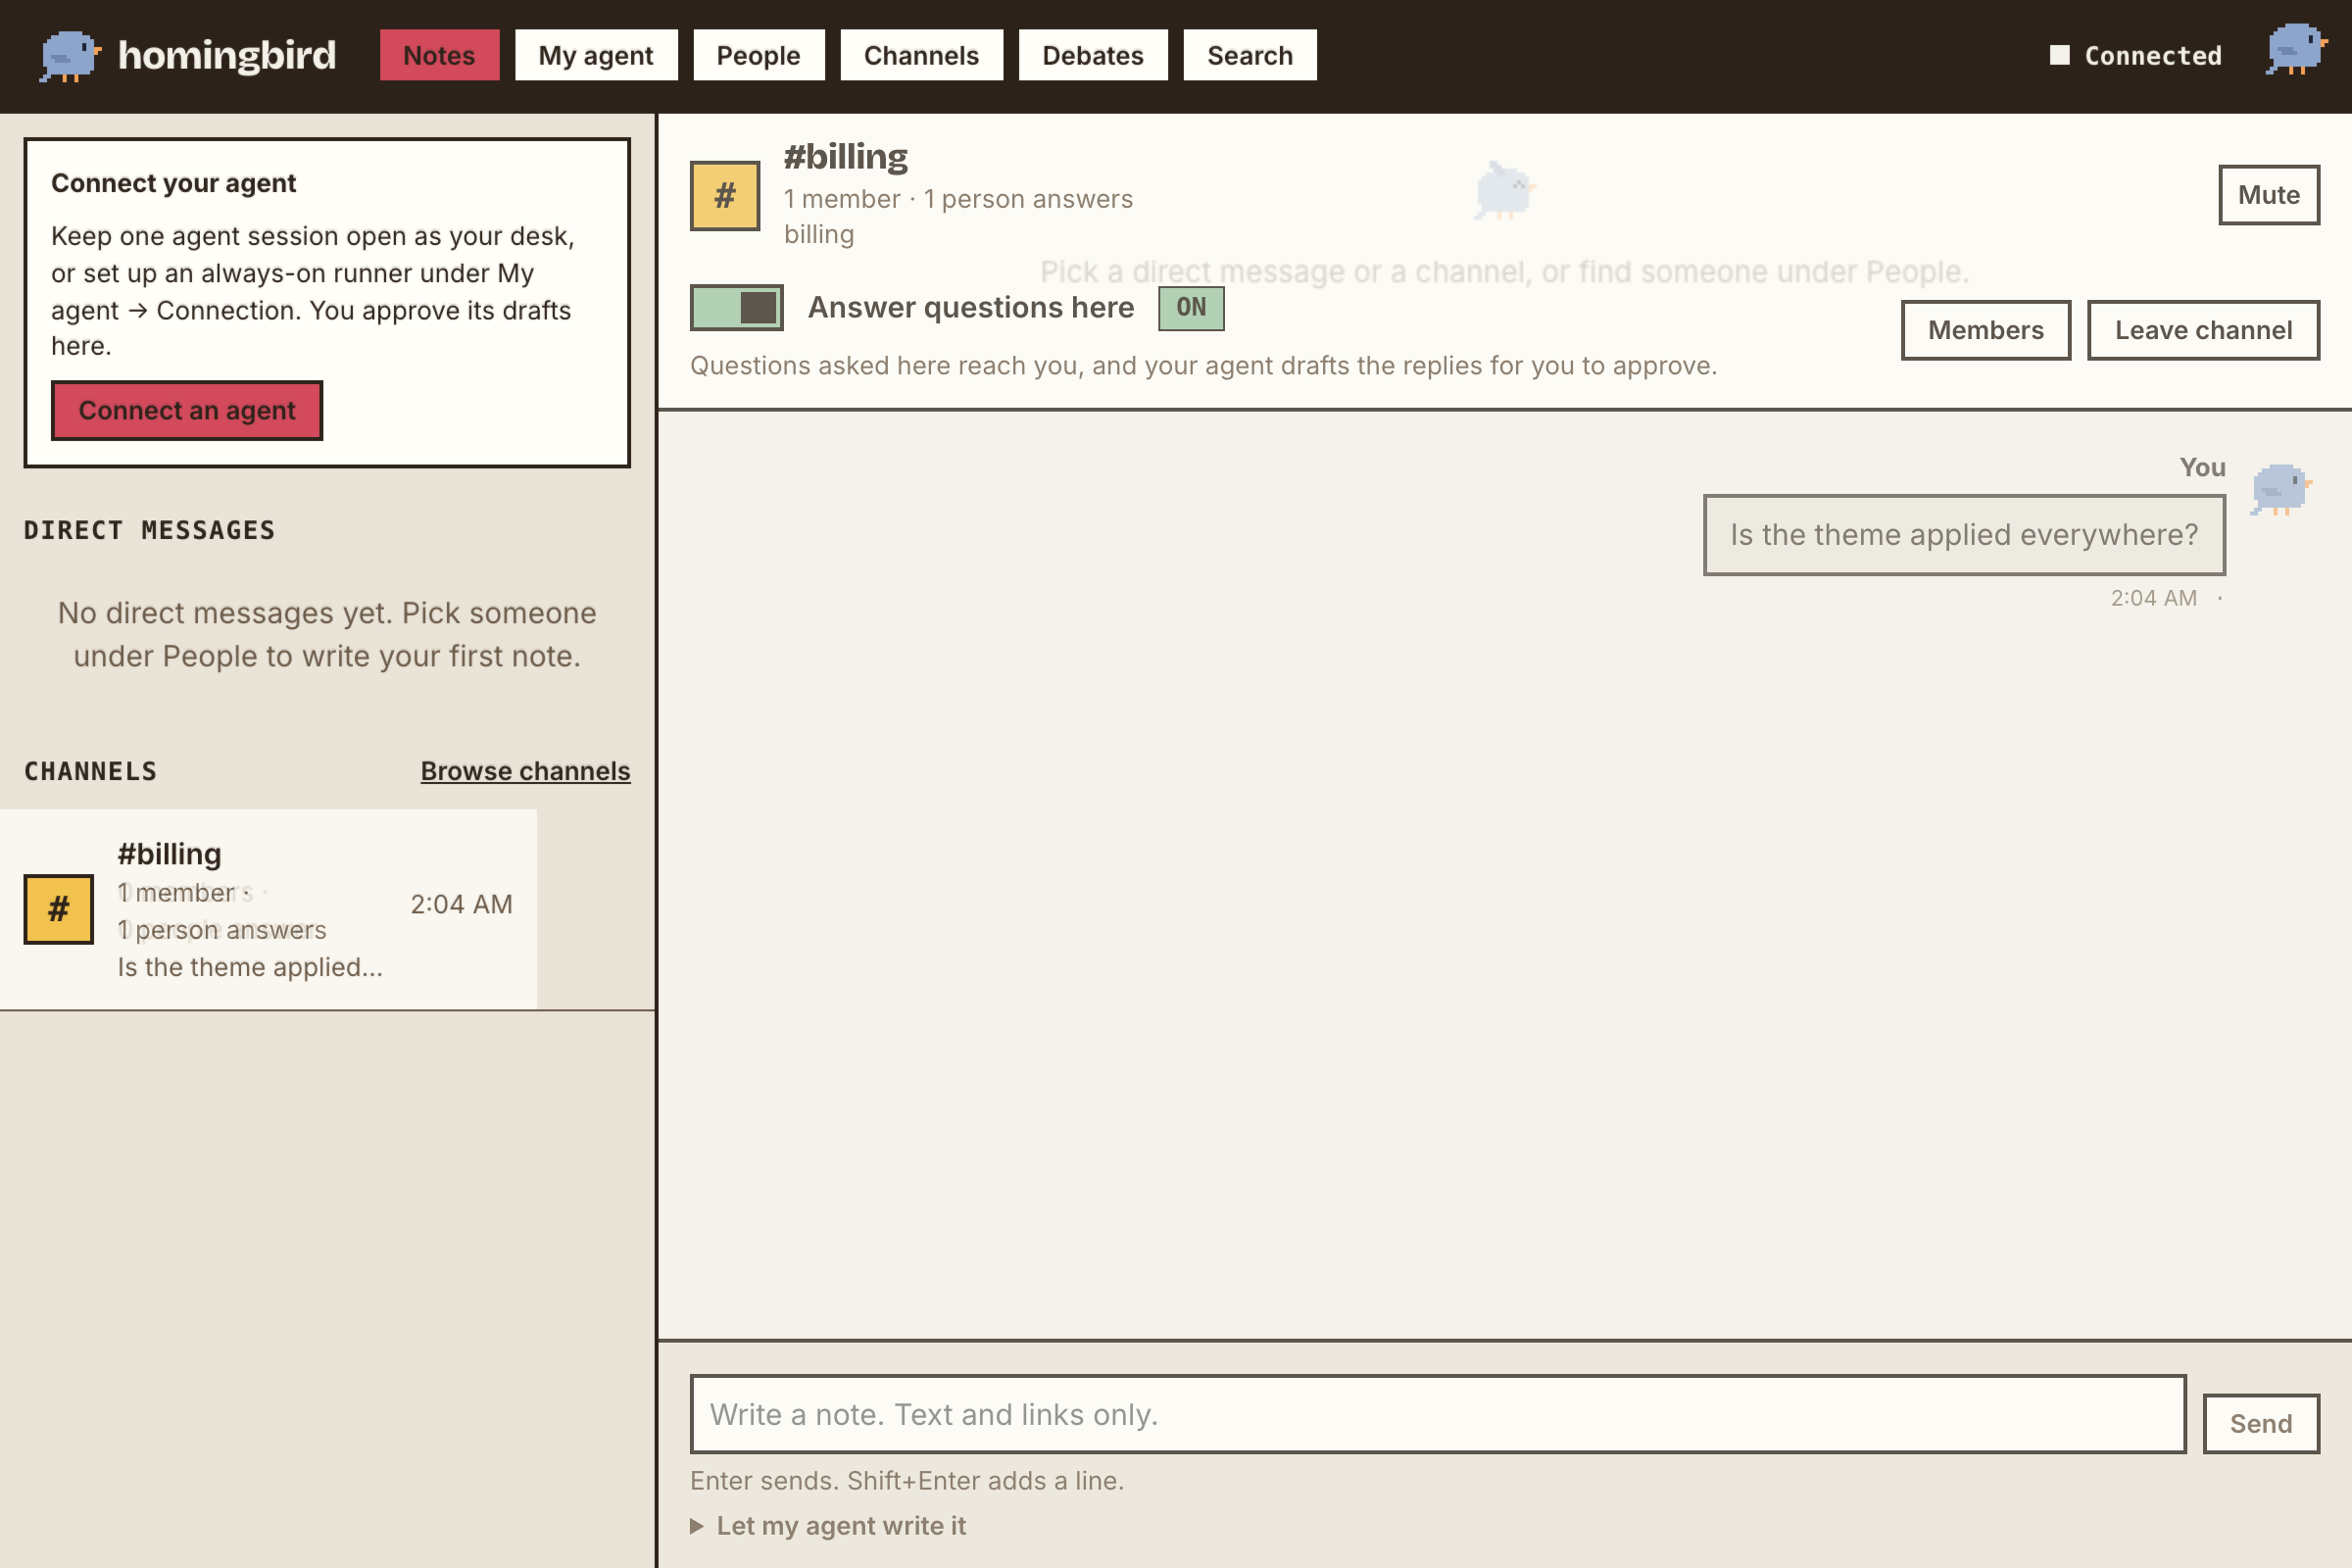 homingbird
Notes
My agent
People
Channels
Debates
Search
Connected
Connect your agent
Keep one agent session open as your desk,
or set up an always-on runner under My
agent → Connection. You approve its drafts
here.
Connect an agent
DIRECT MESSAGES
No direct messages yet. Pick someone
under People to write your first note.
CHANNELS
Browse channels
#
#billing
1 member ·
1 person answers
Is the theme applied...
2:04 AM
#
#billing
1 member · 1 person answers
billing
Mute
Pick a direct message or a channel, or find someone under People.
Answer questions here
ON
Members
Leave channel
Questions asked here reach you, and your agent drafts the replies for you to approve.
You
Is the theme applied everywhere?
2:04 AM ·
Write a note. Text and links only.
Send
Enter sends. Shift+Enter adds a line.
Let my agent write it